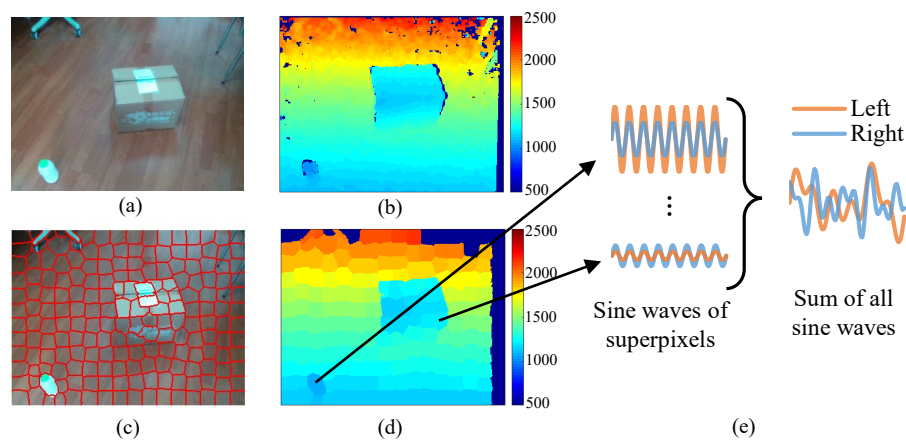 (a)
2500
2000
1500
1000
500
(b)
(c)
2500
2000
1500
1000
500
(d)
Left
Right
⋮
Sine waves of
superpixels
Sum of all
sine waves
(e)